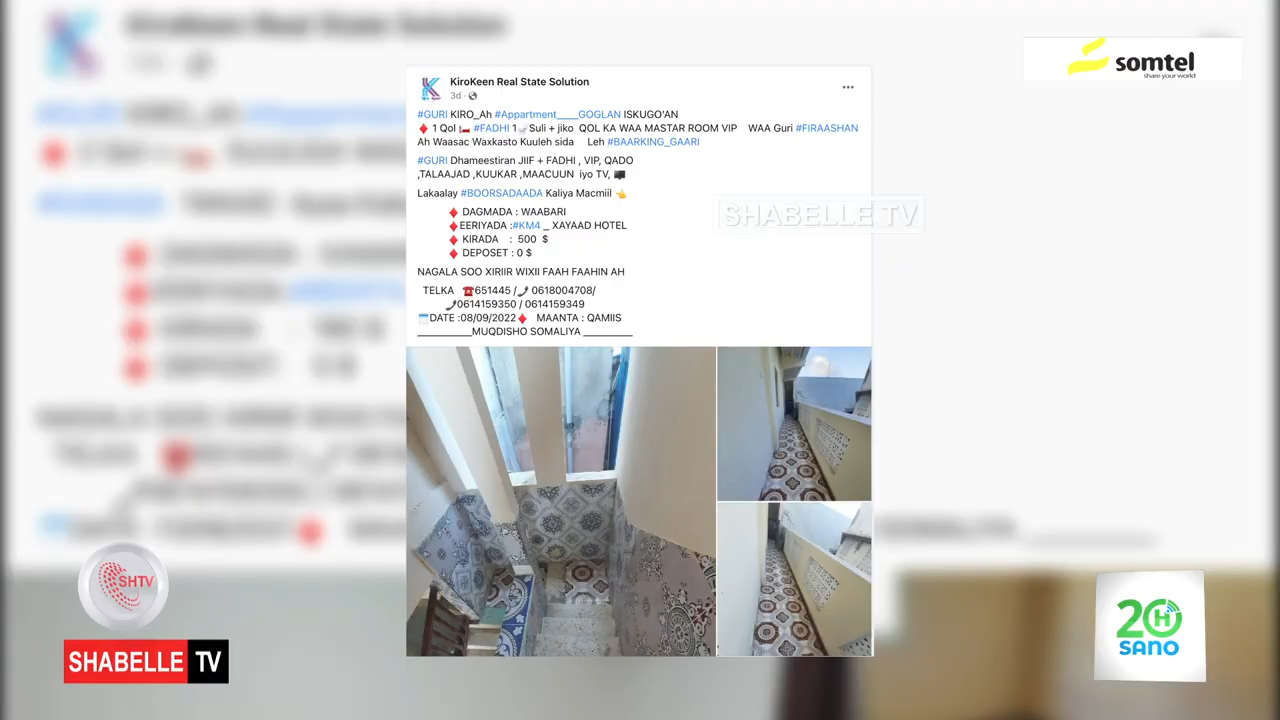 somtel
share your world
KiroKeen Real State Solution
3d
#GURI KIRO_Ah #Appartment____GOGLAN ISKUGO'AN
1 Qol #FADHI 1 Suli + jiko QOL KA WAA MASTAR ROOM VIP WAA Guri #FIRAASHAN
Ah Waasac Waxkasto Kuuleh sida Leh #BAARKING_GAARI
#GURI Dhameestiran JIIF + FADHI , VIP, QADO
,TALAAJAD ,KUUKAR ,MAACUUN iyo TV,
Lakaalay #BOORSADAADA Kaliya Macmiil
DAGMADA : WAABARI
EERIYADA :#KM4 _ XAYAAD HOTEL
KIRADA : 500 $
DEPOSET : 0 $
NAGALA SOO XIRIIR WIXII FAAH FAAHIN AH
TELKA 651445 / 0618004708/
0614159350 / 0614159349
DATE :08/09/2022 MAANTA : QAMIIS
__________MUQDISHO SOMALIYA _________
SHABELLE TV
SHTV
SHABELLE TV
20 H
SANO